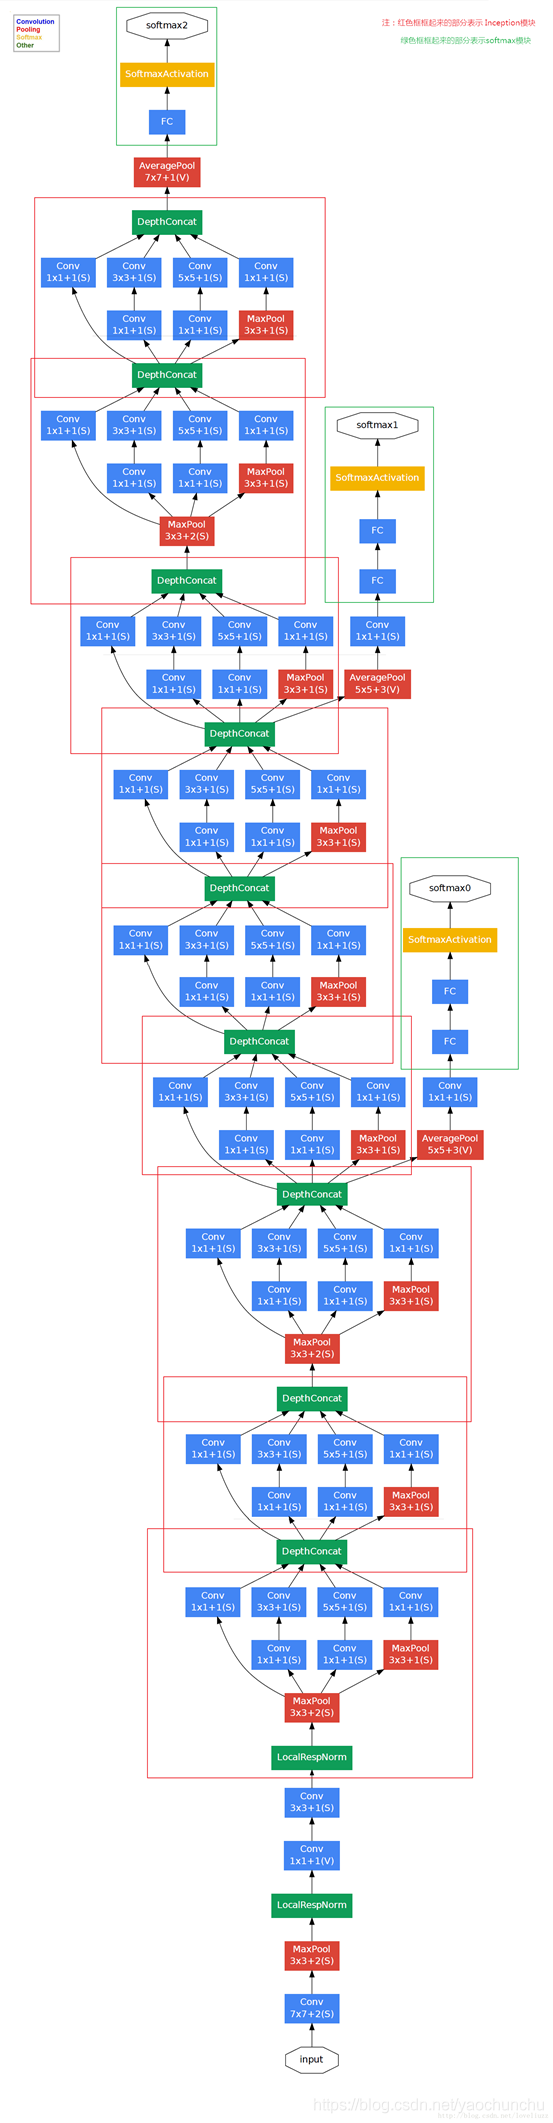 Convolution
Pooling
Softmax
Other
注：红色框框起来的部分表示 Inception模块
绿色框框起来的部分表示softmax模块
softmax2
SoftmaxActivation
FC
AveragePool
7x7+1(V)
DepthConcat
Conv Conv Conv Conv
1x1+1(S) 3x3+1(S) 5x5+1(S) 1x1+1(S)
Conv Conv MaxPool
1x1+1(S) 1x1+1(S) 3x3+1(S)
DepthConcat
Conv Conv Conv Conv
1x1+1(S) 3x3+1(S) 5x5+1(S) 1x1+1(S)
softmax1
Conv Conv MaxPool
1x1+1(S) 1x1+1(S) 3x3+1(S)
SoftmaxActivation
MaxPool
3x3+2(S)
FC
DepthConcat
FC
Conv Conv Conv Conv Conv
1x1+1(S) 3x3+1(S) 5x5+1(S) 1x1+1(S) 1x1+1(S)
Conv Conv MaxPool AveragePool
1x1+1(S) 1x1+1(S) 3x3+1(S) 5x5+3(V)
DepthConcat
Conv Conv Conv Conv
1x1+1(S) 3x3+1(S) 5x5+1(S) 1x1+1(S)
Conv Conv MaxPool
1x1+1(S) 1x1+1(S) 3x3+1(S)
DepthConcat
softmax0
Conv Conv Conv Conv
1x1+1(S) 3x3+1(S) 5x5+1(S) 1x1+1(S)
SoftmaxActivation
Conv Conv MaxPool
1x1+1(S) 1x1+1(S) 3x3+1(S)
FC
DepthConcat
FC
Conv Conv Conv Conv Conv
1x1+1(S) 3x3+1(S) 5x5+1(S) 1x1+1(S) 1x1+1(S)
Conv Conv MaxPool AveragePool
1x1+1(S) 1x1+1(S) 3x3+1(S) 5x5+3(V)
DepthConcat
Conv Conv Conv Conv
1x1+1(S) 3x3+1(S) 5x5+1(S) 1x1+1(S)
Conv Conv MaxPool
1x1+1(S) 1x1+1(S) 3x3+1(S)
MaxPool
3x3+2(S)
DepthConcat
Conv Conv Conv Conv
1x1+1(S) 3x3+1(S) 5x5+1(S) 1x1+1(S)
Conv Conv MaxPool
1x1+1(S) 1x1+1(S) 3x3+1(S)
DepthConcat
Conv Conv Conv Conv
1x1+1(S) 3x3+1(S) 5x5+1(S) 1x1+1(S)
Conv Conv MaxPool
1x1+1(S) 1x1+1(S) 3x3+1(S)
MaxPool
3x3+2(S)
LocalRespNorm
Conv
3x3+1(S)
Conv
1x1+1(V)
LocalRespNorm
MaxPool
3x3+2(S)
Conv
7x7+2(S)
input
https://blog.csdn.net/yaochunchu